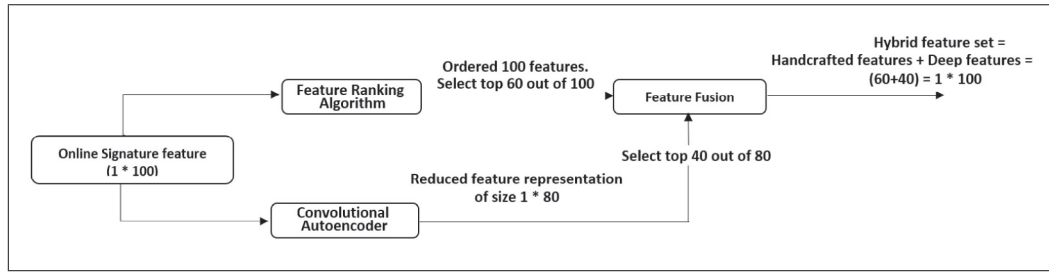 Online Signature feature
(1 * 100)
Feature Ranking
Algorithm
Ordered 100 features.
Select top 60 out of 100
Convolutional
Autoencoder
Reduced feature representation
of size 1 * 80
Select top 40 out of 80
Feature Fusion
Hybrid feature set =
Handcrafted features + Deep features =
(60+40) = 1 * 100